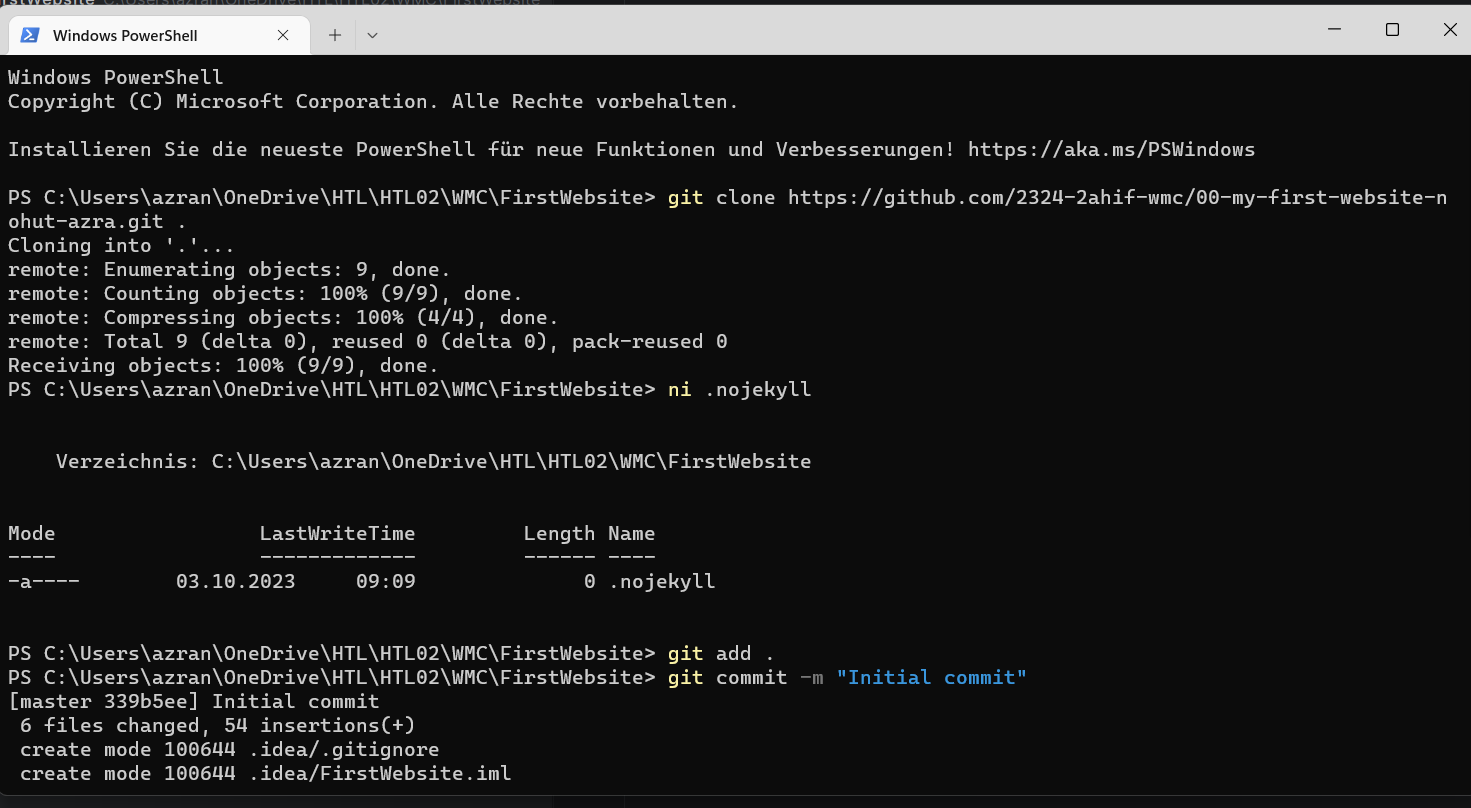 Windows PowerShell
Windows PowerShell
Copyright (C) Microsoft Corporation. Alle Rechte vorbehalten.
Installieren Sie die neueste PowerShell für neue Funktionen und Verbesserungen! https://aka.ms/PSWindows
PS C:\Users\azran\OneDrive\HTL\HTL02\WMC\FirstWebsite> git clone https://github.com/2324-2ahif-wmc/00-my-first-website-n
ohut-azra.git .
Cloning into '.'...
remote: Enumerating objects: 9, done.
remote: Counting objects: 100% (9/9), done.
remote: Compressing objects: 100% (4/4), done.
remote: Total 9 (delta 0), reused 0 (delta 0), pack-reused 0
Receiving objects: 100% (9/9), done.
PS C:\Users\azran\OneDrive\HTL\HTL02\WMC\FirstWebsite> ni .nojekyll
Verzeichnis: C:\Users\azran\OneDrive\HTL\HTL02\WMC\FirstWebsite
Mode LastWriteTime Length Name
---- ------------- ------ ----
-a---- 03.10.2023 09:09 0 .nojekyll
PS C:\Users\azran\OneDrive\HTL\HTL02\WMC\FirstWebsite> git add .
PS C:\Users\azran\OneDrive\HTL\HTL02\WMC\FirstWebsite> git commit -m "Initial commit"
[master 339b5ee] Initial commit
6 files changed, 54 insertions(+)
create mode 100644 .idea/.gitignore
create mode 100644 .idea/FirstWebsite.iml